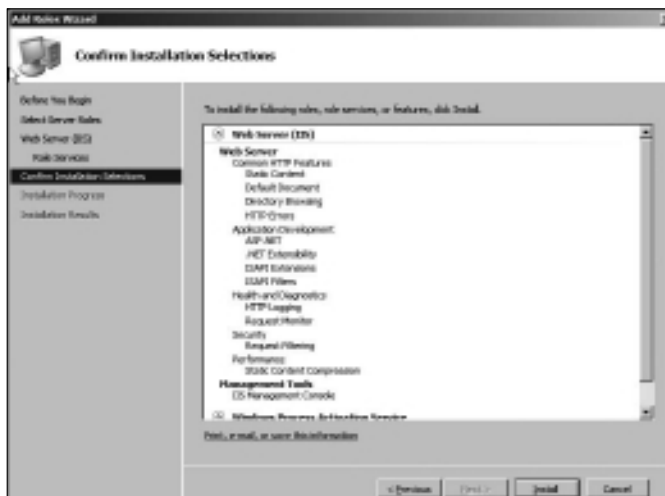 Add Roles Wizard
Confirm Installation Selections
Before You Begin
Select Server Roles
Web Server (IIS)
Role Services
Confirm Installation Selections
Installation Progress
Installation Results
To install the following roles, role services, or features, click Install.
Web Server (IIS)
Web Server
Common HTTP Features
Static Content
Default Document
Directory Browsing
HTTP Errors
Application Development
ASP.NET
.NET Extensibility
ISAPI Extensions
ISAPI Filters
Health and Diagnostics
HTTP Logging
Request Monitor
Security
Request Filtering
Performance
Static Content Compression
Management Tools
IIS Management Console
Windows Process Activation Service
Print, e-mail, or save this information
< Previous
Next >
Install
Cancel